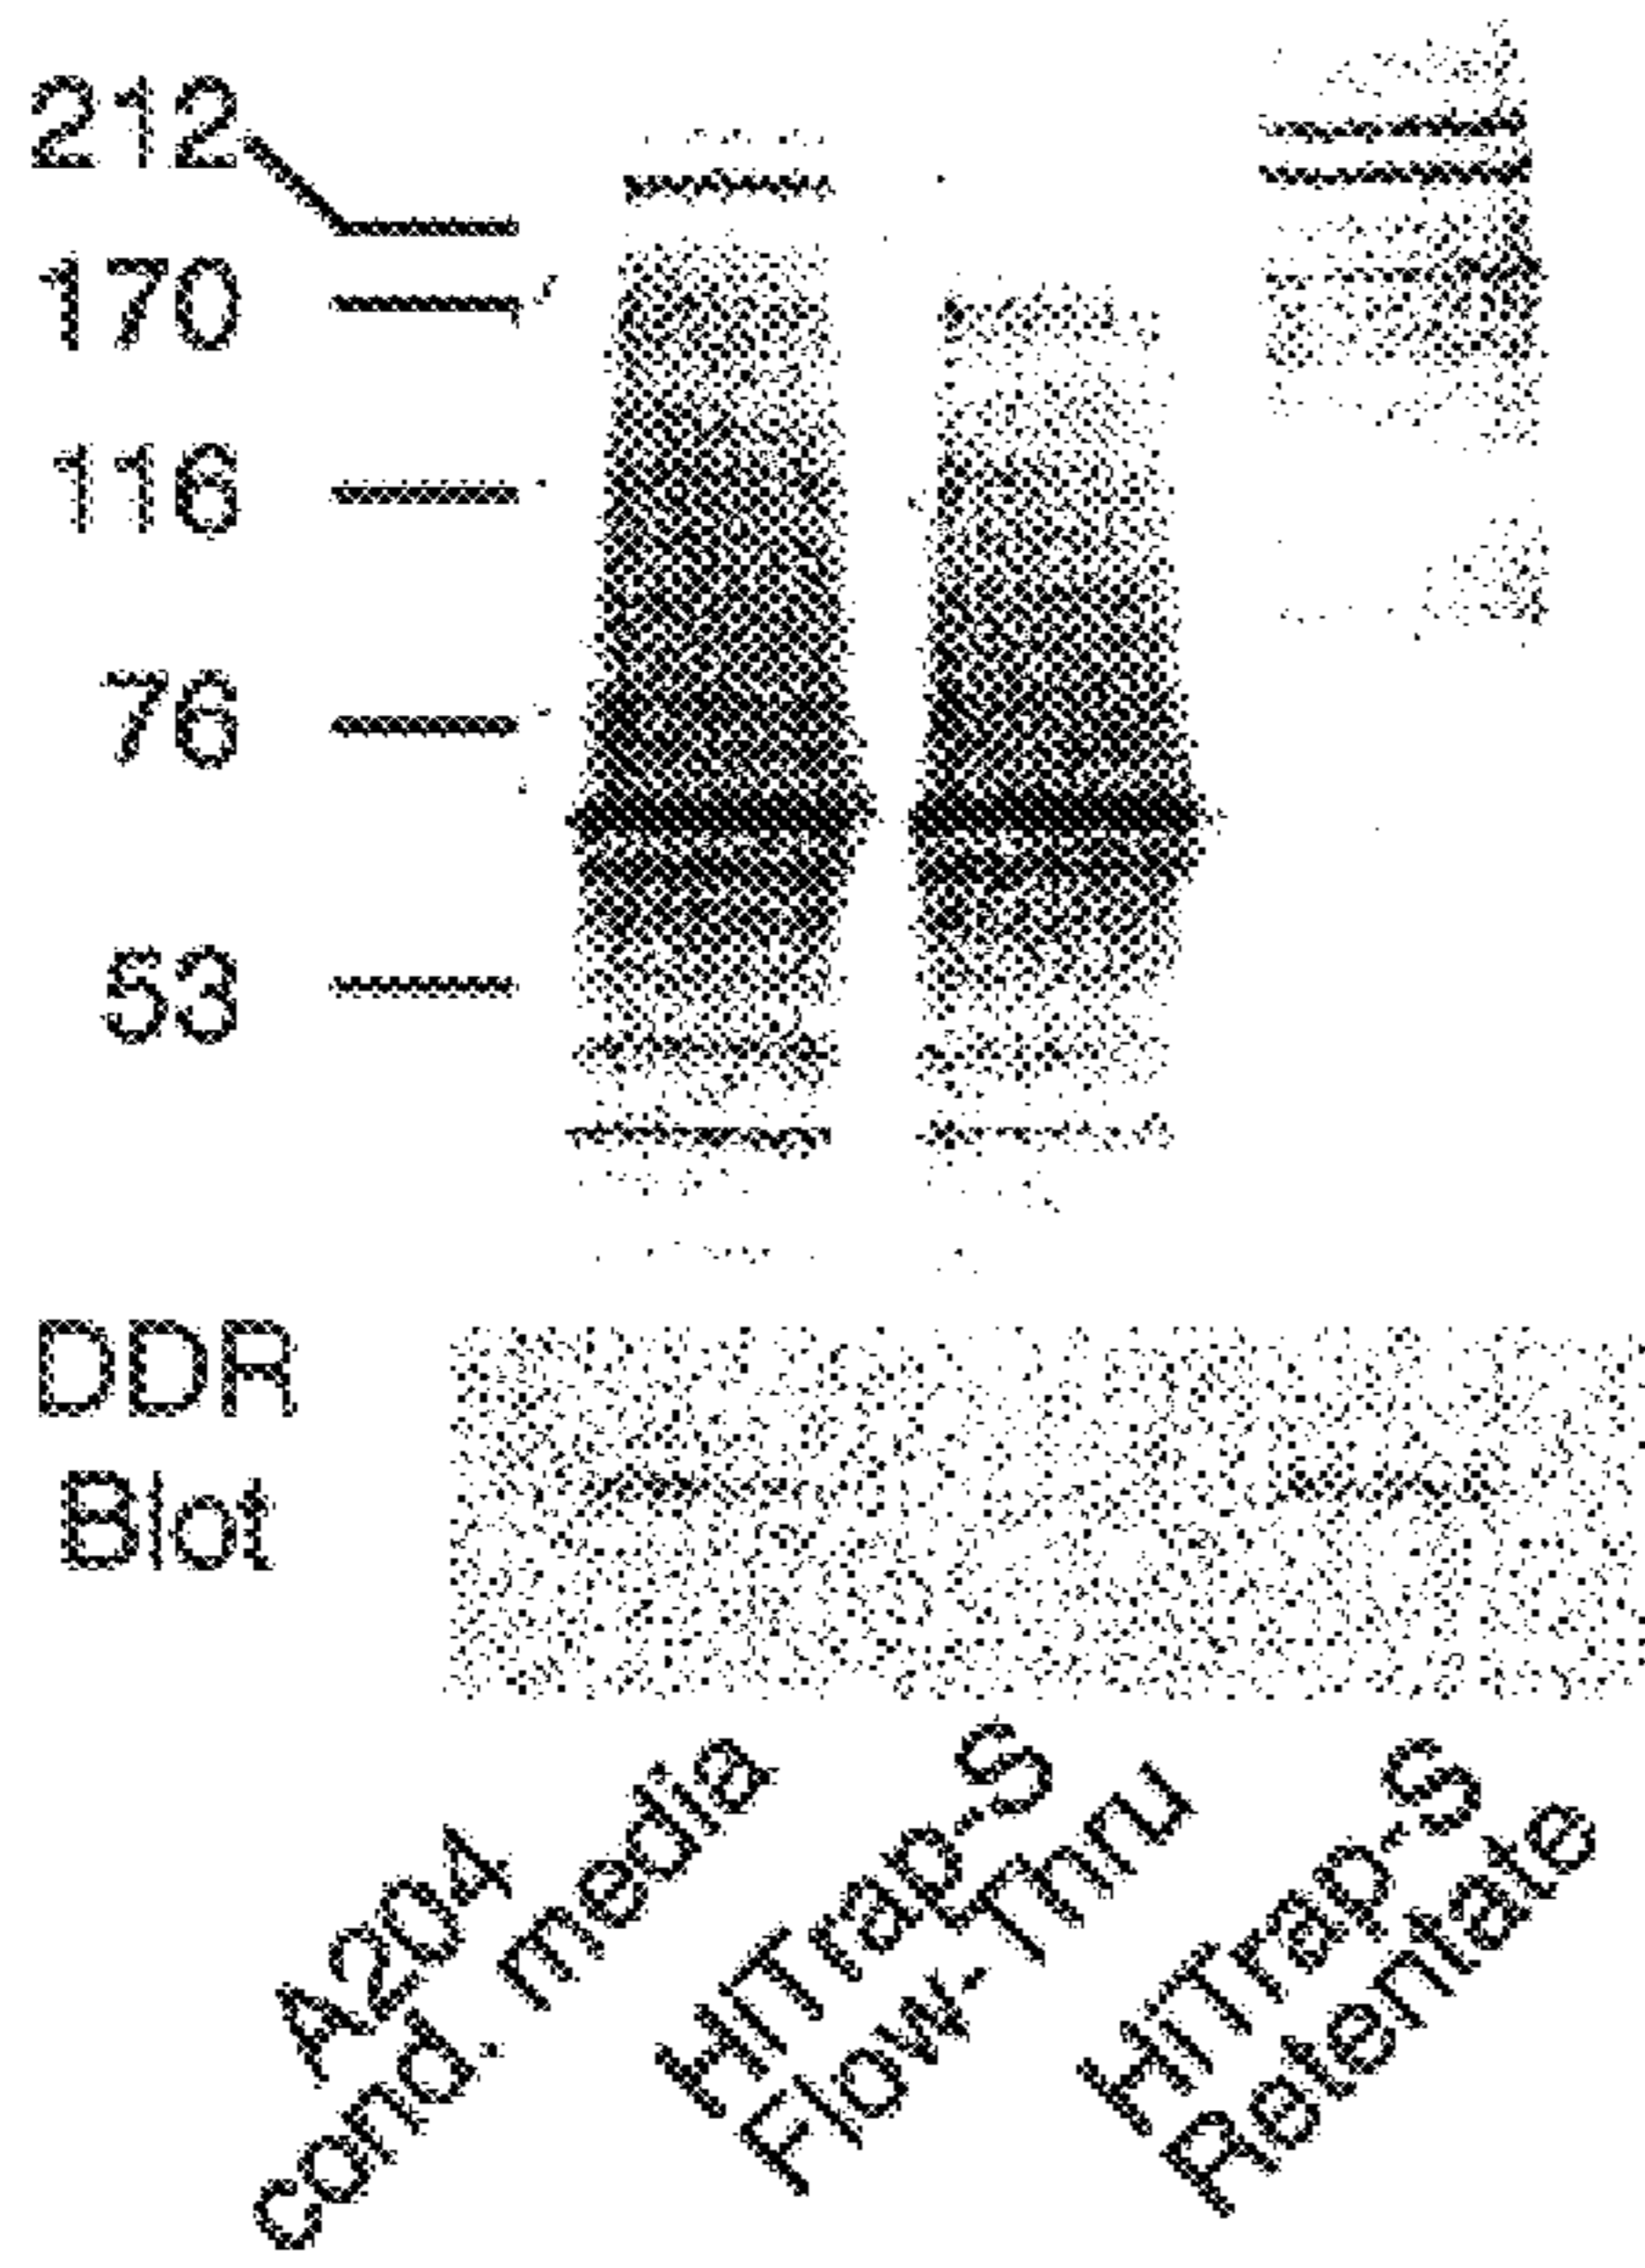 212
170
116
76
53
DDR
Blot
A204
cond. media
HiTrap-S
Flow-Thru
HiTrap-S
Retentate